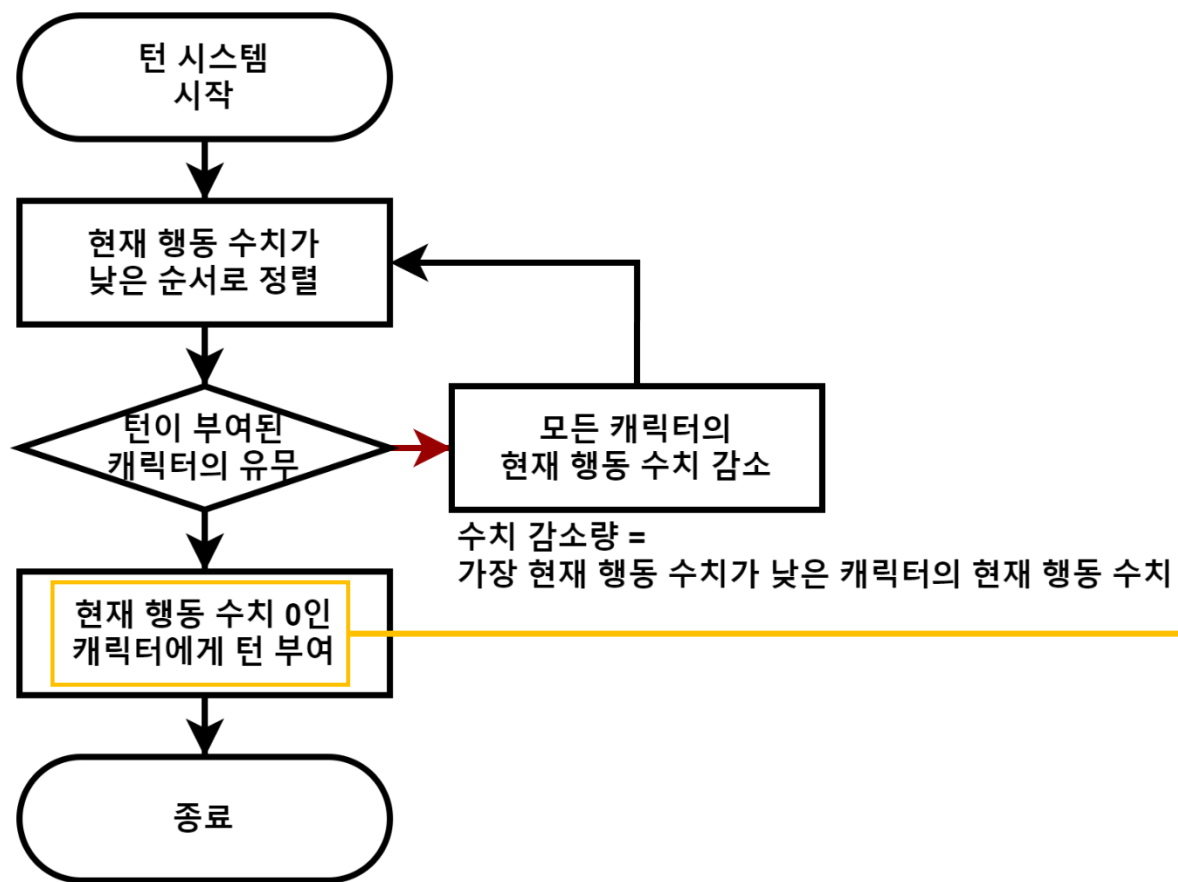 턴 시스템
시작
현재 행동 수치가
낮은 순서로 정렬
턴이 부여된
캐릭터의 유무
모든 캐릭터의
현재 행동 수치 감소
수치 감소량 =
가장 현재 행동 수치가 낮은 캐릭터의 현재 행동 수치
현재 행동 수치 0인
캐릭터에게 턴 부여
종료